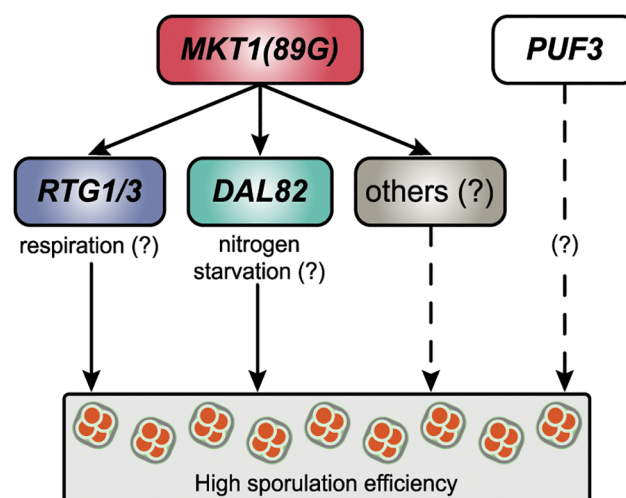 MKT1(89G)
PUF3
RTG1/3
DAL82
others (?)
respiration (?)
nitrogen
starvation (?)
(?)
High sporulation efficiency